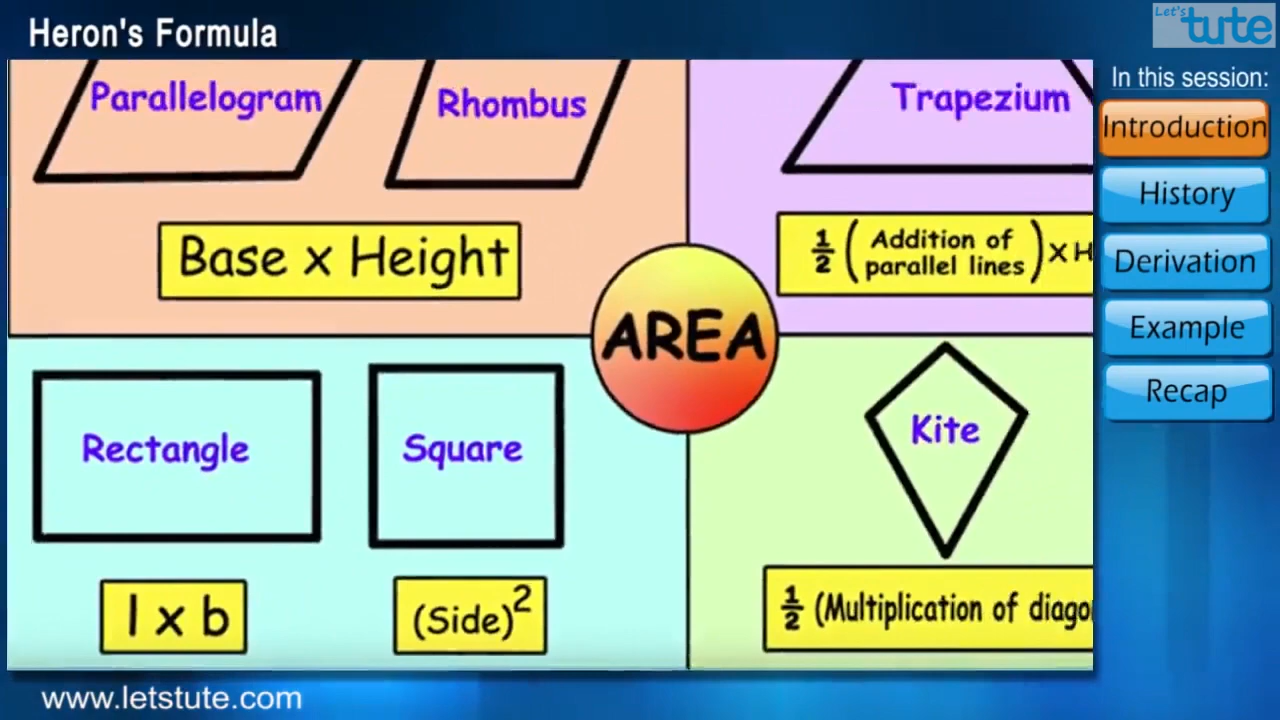 Heron's Formula
Let's
tute
In this session:
Introduction
History
Derivation
Example
Recap
Parallelogram
Rhombus
Base x Height
Trapezium
1/2 ( Addition of
parallel lines ) x H
AREA
Rectangle
Square
l x b
(Side)²
Kite
1/2 (Multiplication of diago
www.letstute.com